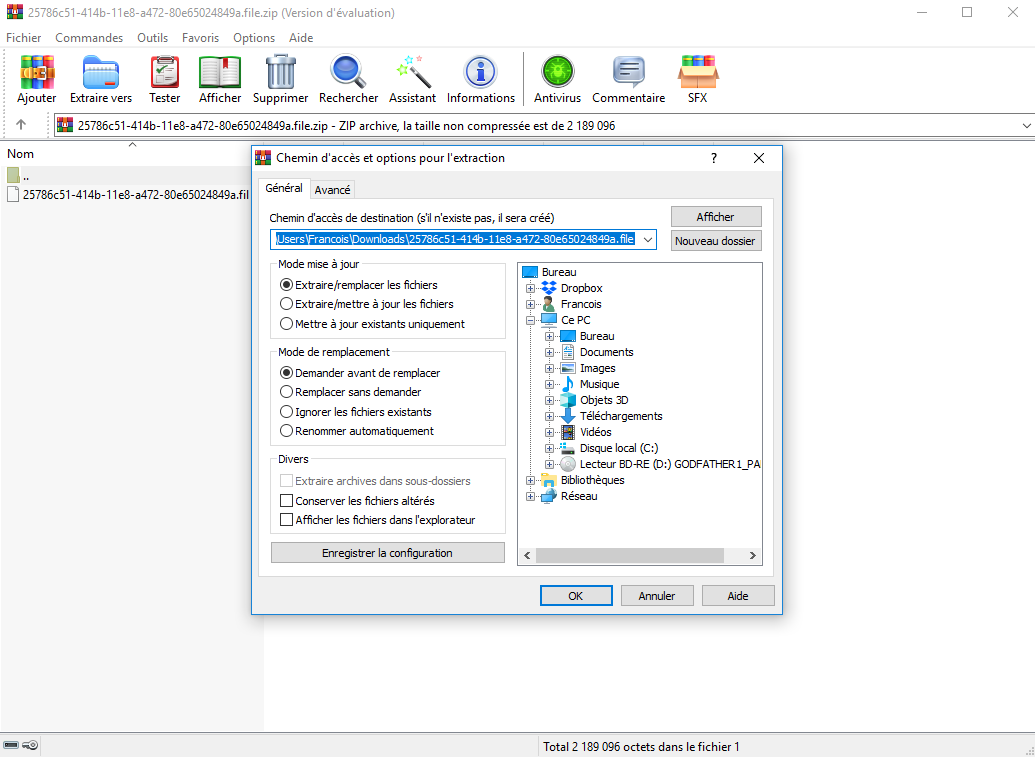 25786c51-414b-11e8-a472-80e65024849a.file.zip (Version d'évaluation)
Fichier Commandes Outils Favoris Options Aide
Ajouter Extraire vers Tester Afficher Supprimer Rechercher Assistant Informations Antivirus Commentaire SFX
25786c51-414b-11e8-a472-80e65024849a.file.zip - ZIP archive, la taille non compressée est de 2 189 096
Nom
..
25786c51-414b-11e8-a472-80e65024849a.fil
Chemin d'accès et options pour l'extraction
?
Général Avancé
Chemin d'accès de destination (s'il n'existe pas, il sera créé)
Afficher
\Users\Francois\Downloads\25786c51-414b-11e8-a472-80e65024849a.file
Nouveau dossier
Mode mise à jour
Extraire/remplacer les fichiers
Extraire/mettre à jour les fichiers
Mettre à jour existants uniquement
Mode de remplacement
Demander avant de remplacer
Remplacer sans demander
Ignorer les fichiers existants
Renommer automatiquement
Divers
Extraire archives dans sous-dossiers
Conserver les fichiers altérés
Afficher les fichiers dans l'explorateur
Enregistrer la configuration
Bureau
Dropbox
Francois
Ce PC
Bureau
Documents
Images
Musique
Objets 3D
Téléchargements
Vidéos
Disque local (C:)
Lecteur BD-RE (D:) GODFATHER1_PA
Bibliothèques
Réseau
OK Annuler Aide
Total 2 189 096 octets dans le fichier 1